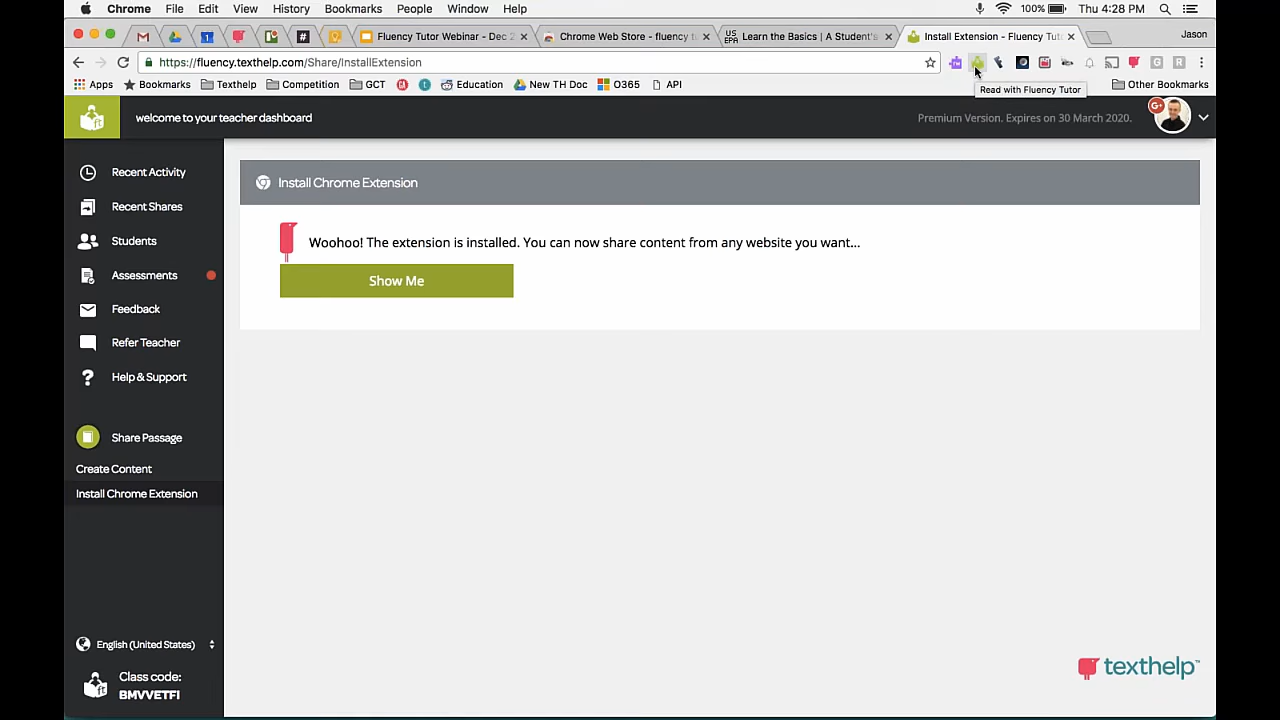 Chrome File Edit View History Bookmarks People Window Help 100% Thu 4:28 PM
Fluency Tutor Webinar - Dec 2 Chrome Web Store - fluency tu US EPA Learn the Basics | A Student's Install Extension - Fluency Tut Jason
https://fluency.texthelp.com/Share/InstallExtension
Apps Bookmarks Texthelp Competition GCT Education New TH Doc O365 API Other Bookmarks
Read with Fluency Tutor
welcome to your teacher dashboard
Premium Version. Expires on 30 March 2020.
Recent Activity
Recent Shares
Students
Assessments
Feedback
Refer Teacher
Help & Support
Share Passage
Create Content
Install Chrome Extension
English (United States)
Class code:
BMVVETFI
Install Chrome Extension
Woohoo! The extension is installed. You can now share content from any website you want...
Show Me
texthelp™